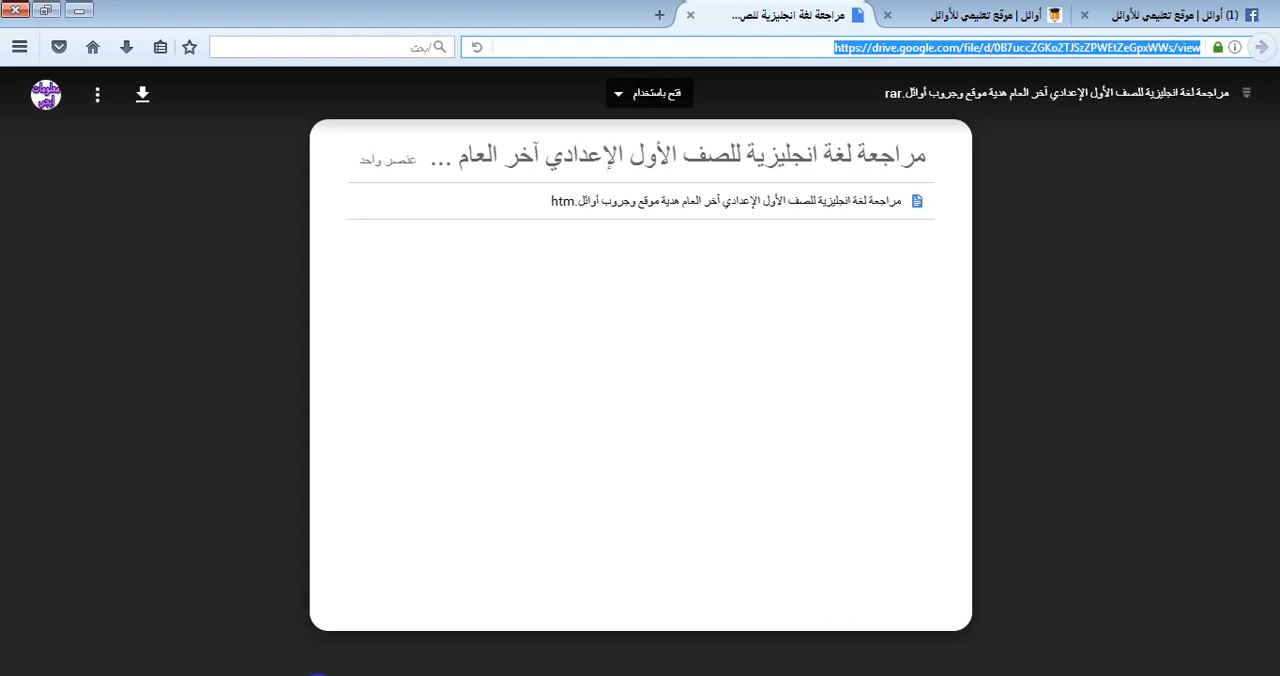 (1) أوائل | موقع تعليمي للأوائل
أوائل | موقع تعليمي للأوائل
مراجعة لغة انجليزية للص...
https://drive.google.com/file/d/0B7uccZGKo2TJSzZPWEtZeGpxWWs/view
ابحث
مراجعة لغة انجليزية للصف الأول الإعدادي آخر العام هدية موقع وجروب أوائل.rar
فتح باستخدام
معلومات
مراجعة لغة انجليزية للصف الأول الإعدادي آخر العام ...
عنصر واحد
مراجعة لغة انجليزية للصف الأول الإعدادي آخر العام هدية موقع وجروب أوائل.htm